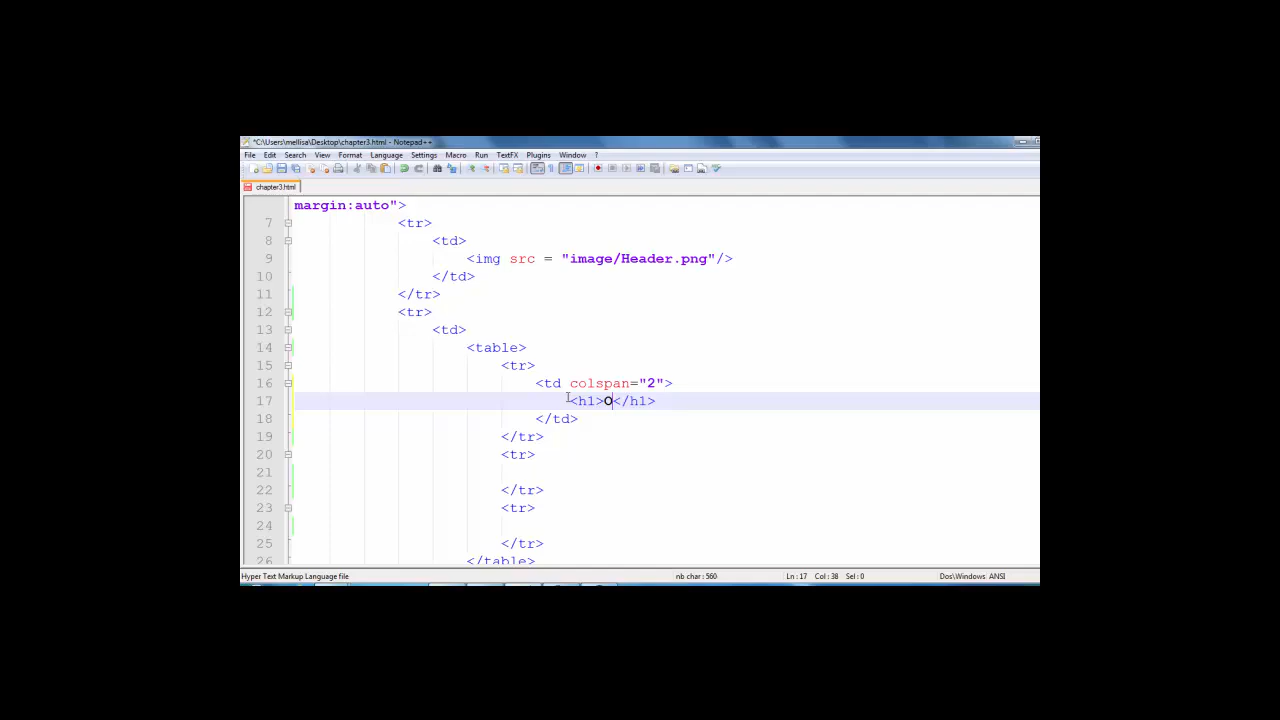 *C:\Users\mellisa\Desktop\chapter3.html - Notepad++
File Edit Search View Format Language Settings Macro Run TextFX Plugins Window ?
chapter3.html
margin:auto">
7 <tr>
8 <td>
9 <img src = "image/Header.png"/>
10 </td>
11 </tr>
12 <tr>
13 <td>
14 <table>
15 <tr>
16 <td colspan="2">
17 <h1>O</h1>
18 </td>
19 </tr>
20 <tr>
21
22 </tr>
23 <tr>
24
25 </tr>
26 </table>
Hyper Text Markup Language file nb char : 560 Ln : 17 Col : 38 Sel : 0 Dos\Windows ANSI